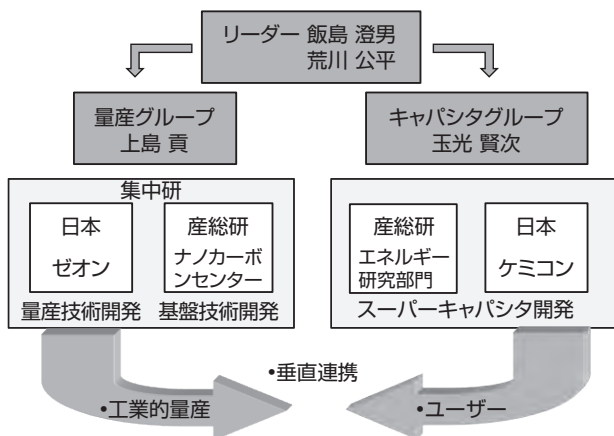 リーダー 飯島 澄男
荒川 公平
量産グループ
上島 貢
キャパシタグループ
玉光 賢次
集中研
日本
ゼオン
産総研
ナノカーボ
ンセンター
量産技術開発
基盤技術開発
産総研
エネルギー
研究部門
日本
ケミコン
スーパーキャパシタ開発
•垂直連携
•工業的量産
•ユーザー